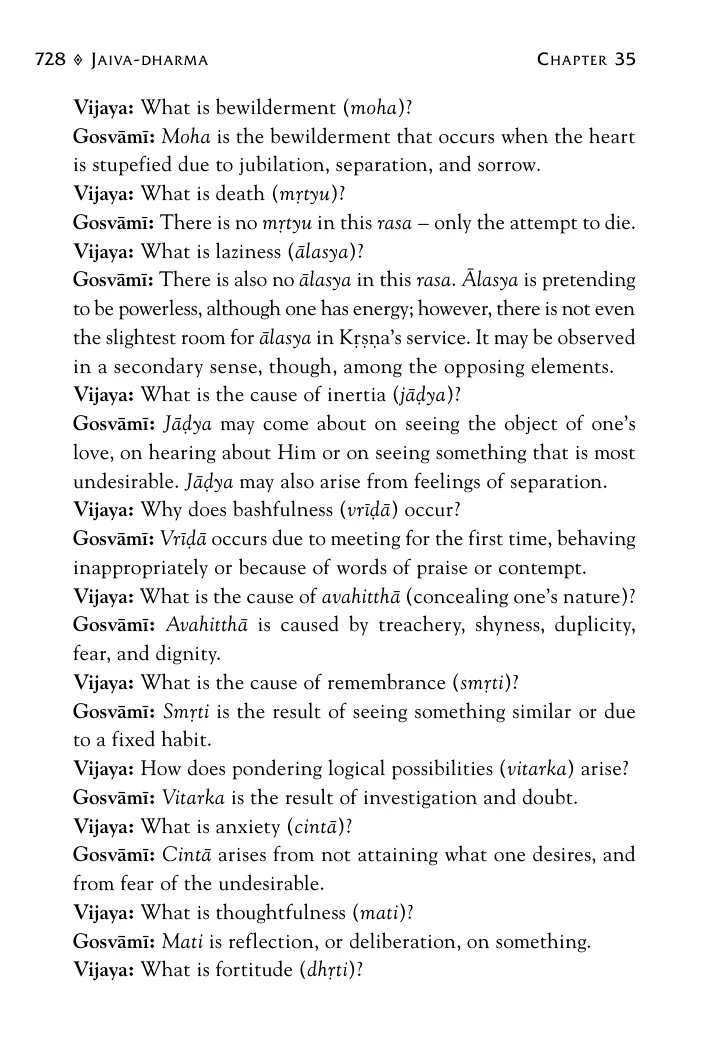 728 ◊ JAIVA-DHARMA CHAPTER 35
Vijaya: What is bewilderment (moha)?
Gosvāmī: Moha is the bewilderment that occurs when the heart
is stupefied due to jubilation, separation, and sorrow.
Vijaya: What is death (mṛtyu)?
Gosvāmī: There is no mṛtyu in this rasa – only the attempt to die.
Vijaya: What is laziness (ālasya)?
Gosvāmī: There is also no ālasya in this rasa. Ālasya is pretending
to be powerless, although one has energy; however, there is not even
the slightest room for ālasya in Kṛṣṇa's service. It may be observed
in a secondary sense, though, among the opposing elements.
Vijaya: What is the cause of inertia (jāḍya)?
Gosvāmī: Jāḍya may come about on seeing the object of one's
love, on hearing about Him or on seeing something that is most
undesirable. Jāḍya may also arise from feelings of separation.
Vijaya: Why does bashfulness (vrīḍā) occur?
Gosvāmī: Vrīḍā occurs due to meeting for the first time, behaving
inappropriately or because of words of praise or contempt.
Vijaya: What is the cause of avahitthā (concealing one's nature)?
Gosvāmī: Avahitthā is caused by treachery, shyness, duplicity,
fear, and dignity.
Vijaya: What is the cause of remembrance (smṛti)?
Gosvāmī: Smṛti is the result of seeing something similar or due
to a fixed habit.
Vijaya: How does pondering logical possibilities (vitarka) arise?
Gosvāmī: Vitarka is the result of investigation and doubt.
Vijaya: What is anxiety (cintā)?
Gosvāmī: Cintā arises from not attaining what one desires, and
from fear of the undesirable.
Vijaya: What is thoughtfulness (mati)?
Gosvāmī: Mati is reflection, or deliberation, on something.
Vijaya: What is fortitude (dhṛti)?